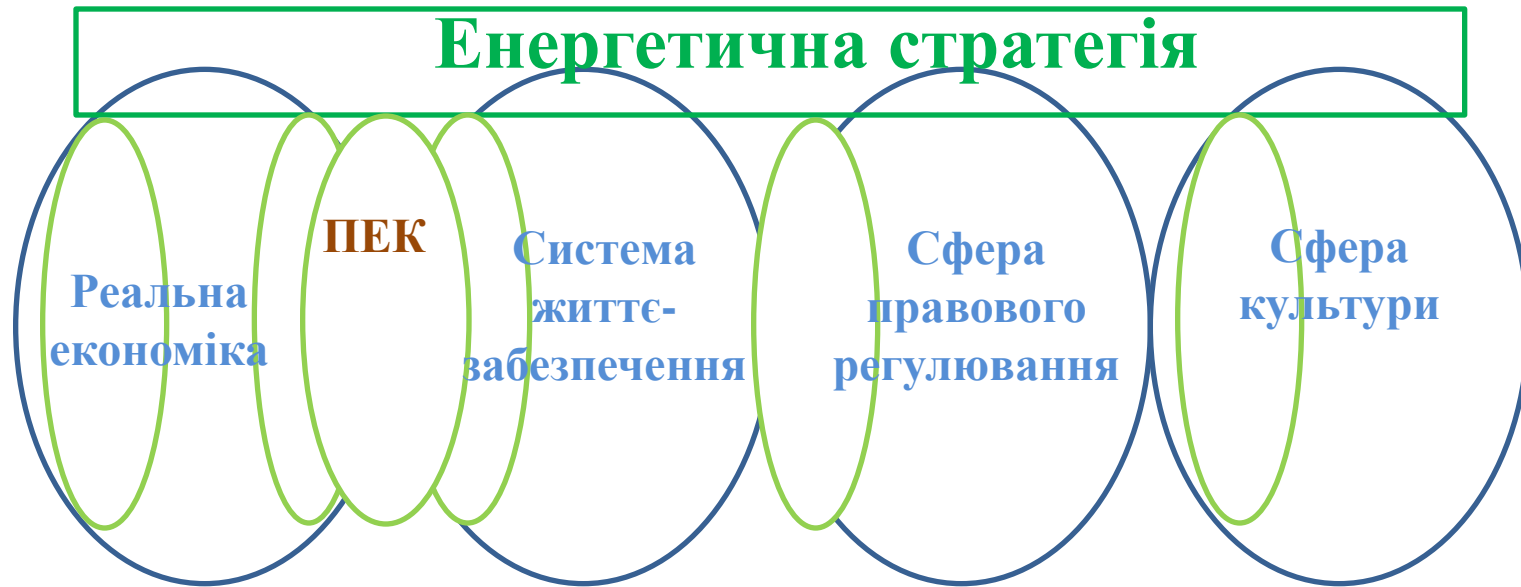 Енергетична стратегія
ПЕК
Реальна
економіка
Система
життє-
забезпечення
Сфера
правового
регулювання
Сфера
культури